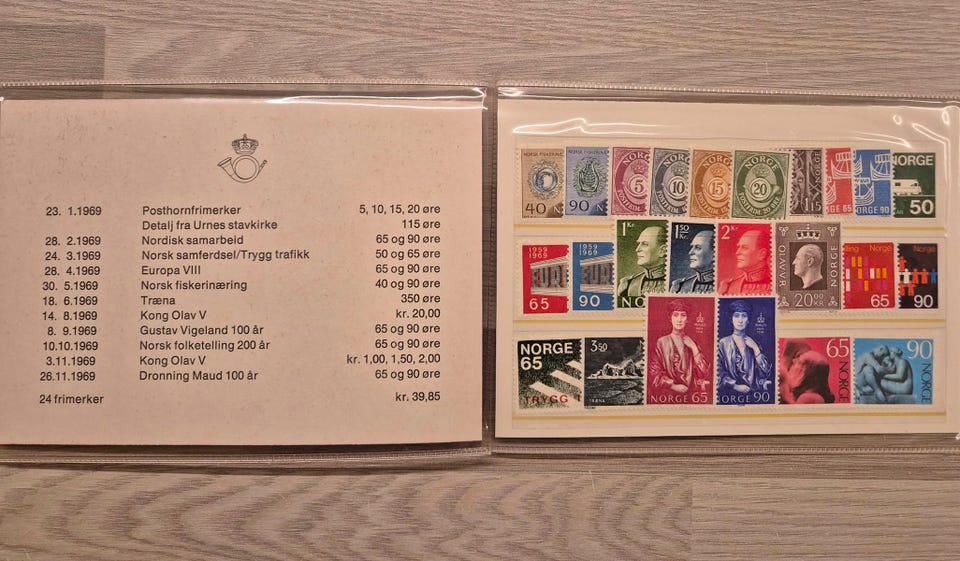 23. 1.1969 Posthornfrimerker 5, 10, 15, 20 øre
Detalj fra Urnes stavkirke 115 øre
28. 2.1969 Nordisk samarbeid 65 og 90 øre
24. 3.1969 Norsk samferdsel/Trygg trafikk 50 og 65 øre
28. 4.1969 Europa VIII 65 og 90 øre
30. 5.1969 Norsk fiskerinæring 40 og 90 øre
18. 6.1969 Træna 350 øre
14. 8.1969 Kong Olav V kr. 20,00
8. 9.1969 Gustav Vigeland 100 år 65 og 90 øre
10.10.1969 Norsk folketelling 200 år 65 og 90 øre
3.11.1969 Kong Olav V kr. 1,00, 1,50, 2,00
26.11.1969 Dronning Maud 100 år 65 og 90 øre
24 frimerker kr. 39,85
40
90
NORGE 5
NORGE 10
NORGE 15
NORGE 20
115
NORGE 65
NORGE 90
NORGE
50
1959
1969
65
1959
1969
90
1Kr
NORGE
1 50 Kr
2Kr
OLAV V NORGE
20 00 KR
Norge
65
Norge
90
NORGE
65
TRYGG
3 50
TRÆNA
NORGE 65
NORGE 90
65
NORGE
90
NORGE